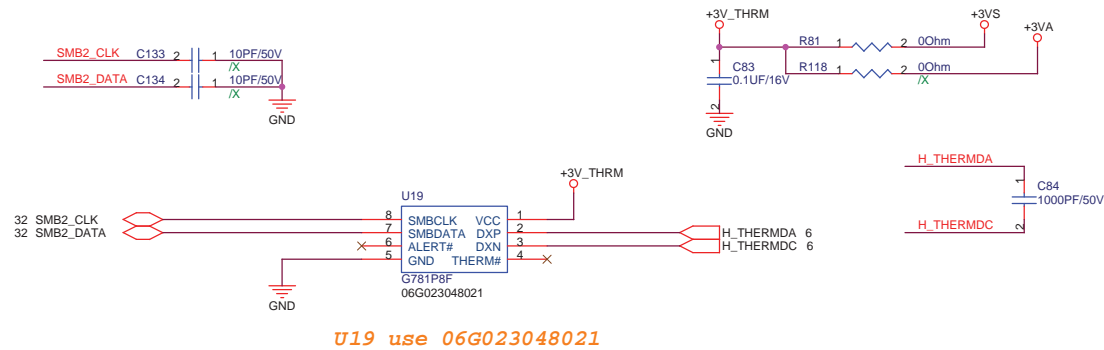 SMB2_CLK C133 2 1 10PF/50V
/X
SMB2_DATA C134 2 1 10PF/50V
/X
GND
+3V_THRM
+3VS
+3VA
R81 1 2 0Ohm
R118 1 2 0Ohm
/X
1
C83
0.1UF/16V
2
GND
H_THERMDA
1
C84
1000PF/50V
H_THERMDC
2
+3V_THRM
U19
32 SMB2_CLK 8 SMBCLK VCC 1
32 SMB2_DATA 7 SMBDATA DXP 2 H_THERMDA 6
6 ALERT# DXN 3 H_THERMDC 6
5 GND THERM# 4
G781P8F
06G023048021
GND
U19 use 06G023048021